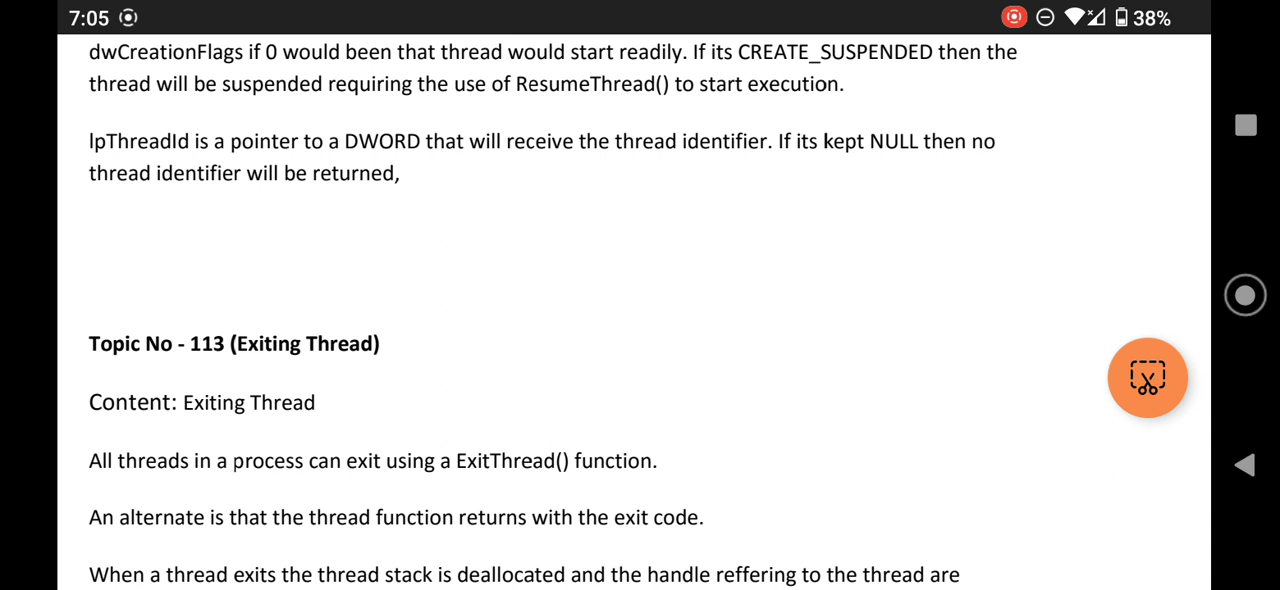 7:05
38%
dwCreationFlags if 0 would been that thread would start readily. If its CREATE_SUSPENDED then the
thread will be suspended requiring the use of ResumeThread() to start execution.
lpThreadId is a pointer to a DWORD that will receive the thread identifier. If its kept NULL then no
thread identifier will be returned,
Topic No - 113 (Exiting Thread)
Content: Exiting Thread
All threads in a process can exit using a ExitThread() function.
An alternate is that the thread function returns with the exit code.
When a thread exits the thread stack is deallocated and the handle reffering to the thread are